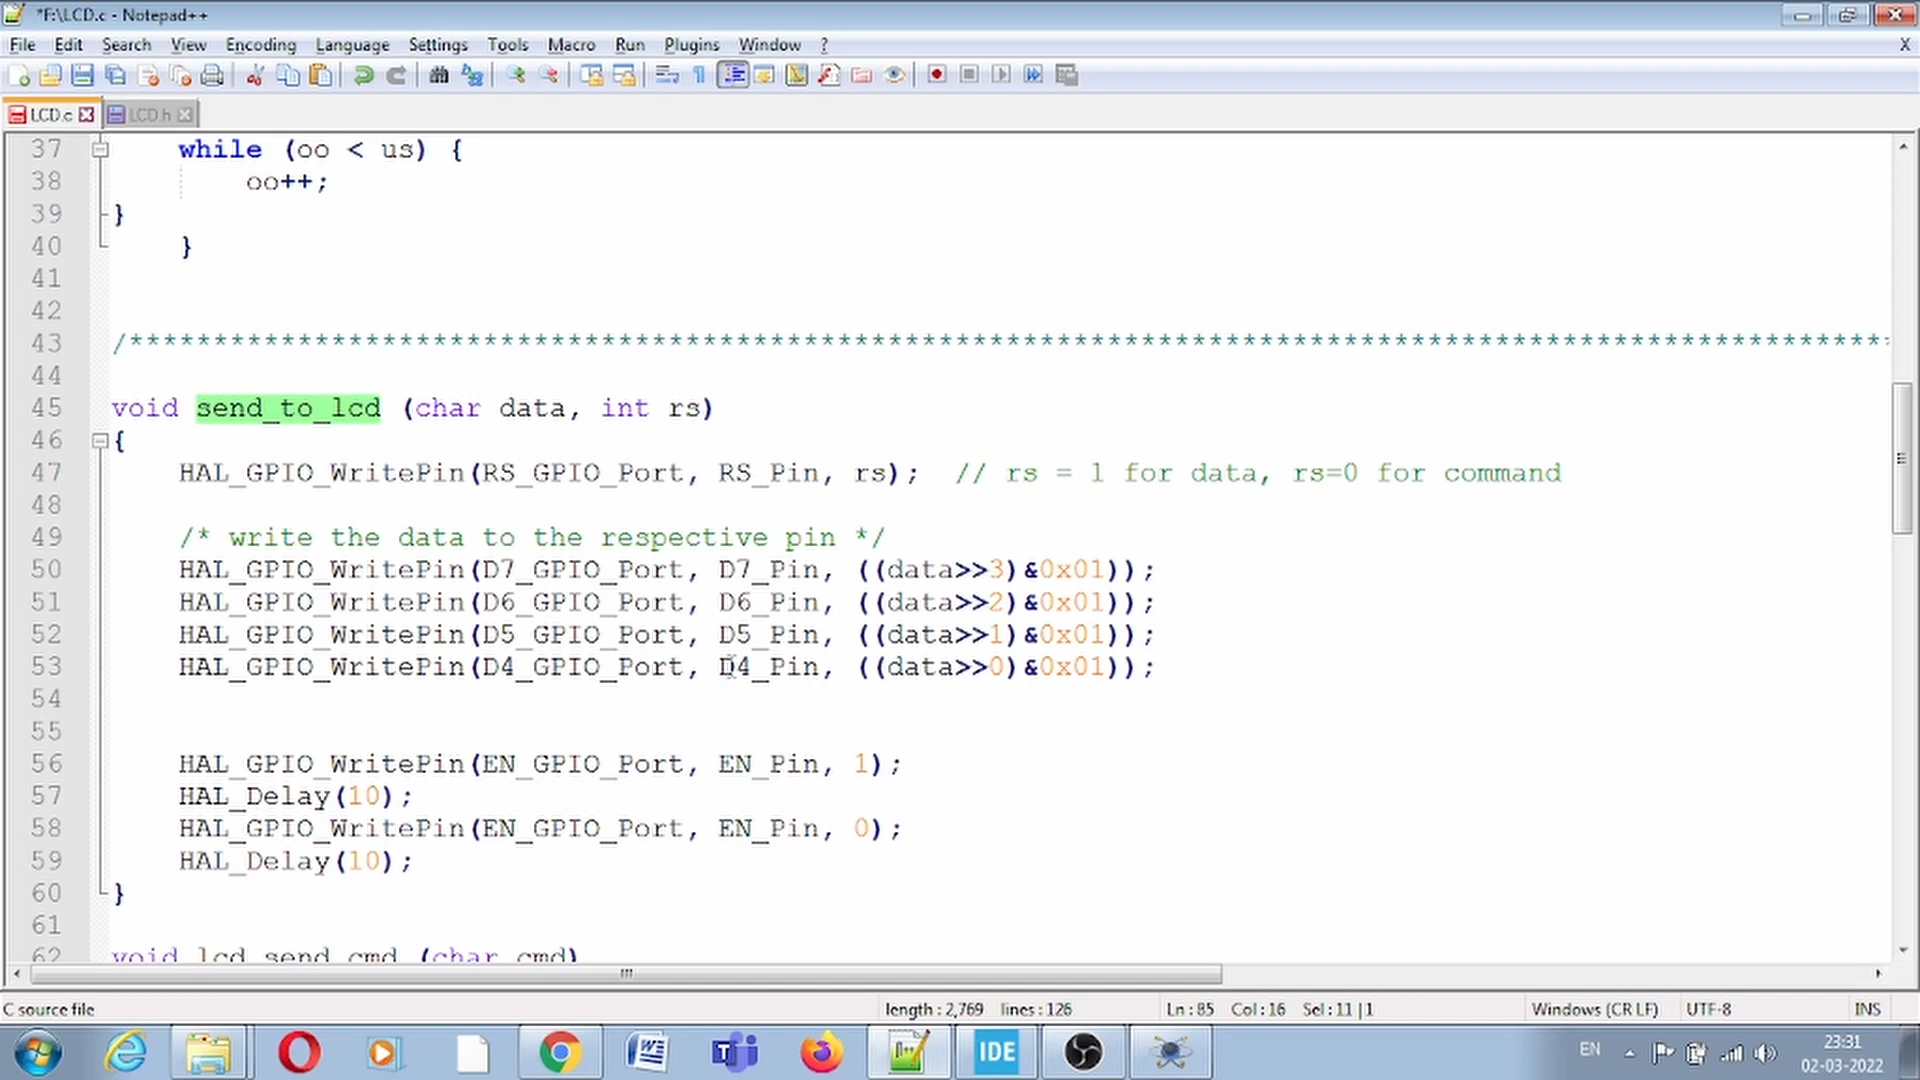 *F:\LCD.c - Notepad++
File Edit Search View Encoding Language Settings Tools Macro Run Plugins Window ? X
LCD.c LCD.h
37 while (oo < us) {
38 oo++;
39 }
40 }
41
42
43 /*********************************************************************************************************
44
45 void send_to_lcd (char data, int rs)
46 {
47 HAL_GPIO_WritePin(RS_GPIO_Port, RS_Pin, rs);  // rs = 1 for data, rs=0 for command
48
49 /* write the data to the respective pin */
50 HAL_GPIO_WritePin(D7_GPIO_Port, D7_Pin, ((data>>3)&0x01));
51 HAL_GPIO_WritePin(D6_GPIO_Port, D6_Pin, ((data>>2)&0x01));
52 HAL_GPIO_WritePin(D5_GPIO_Port, D5_Pin, ((data>>1)&0x01));
53 HAL_GPIO_WritePin(D4_GPIO_Port, D4_Pin, ((data>>0)&0x01));
54
55
56 HAL_GPIO_WritePin(EN_GPIO_Port, EN_Pin, 1);
57 HAL_Delay(10);
58 HAL_GPIO_WritePin(EN_GPIO_Port, EN_Pin, 0);
59 HAL_Delay(10);
60 }
61
62 void lcd_send_cmd (char cmd)
C source file length : 2,769 lines : 126 Ln : 85 Col : 16 Sel : 11 | 1 Windows (CR LF) UTF-8 INS
IDE EN 23:31
02-03-2022